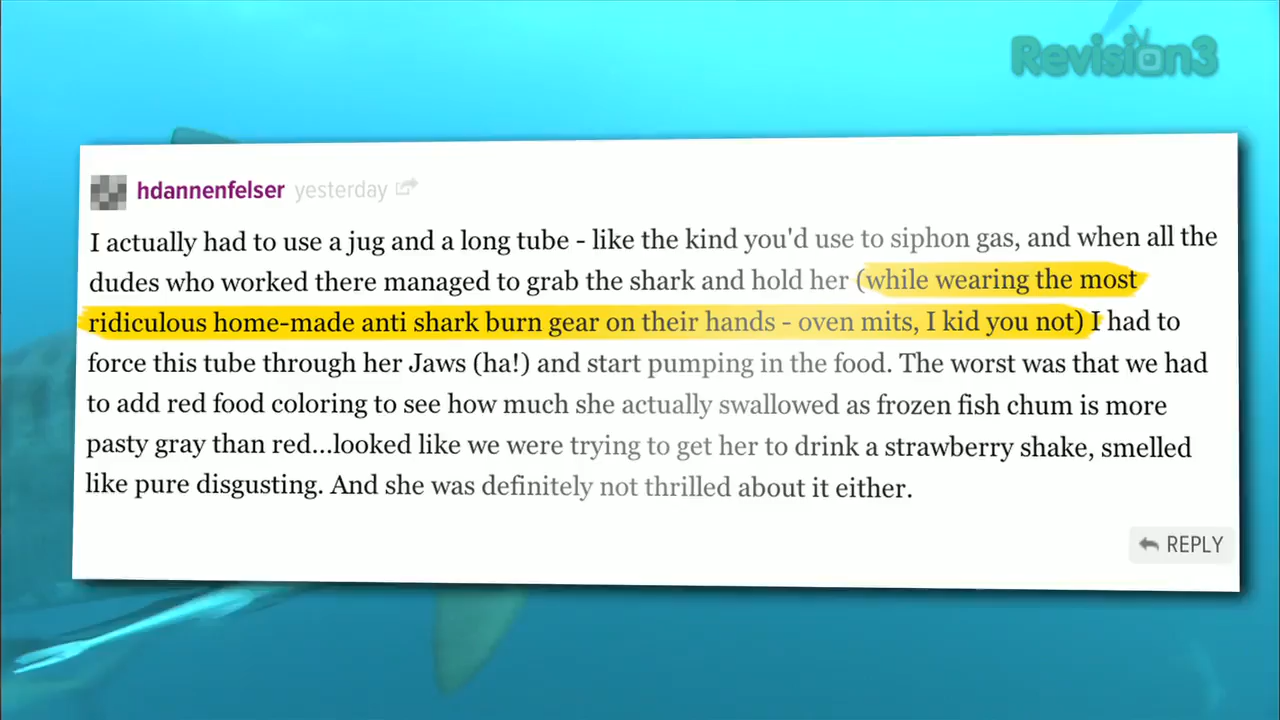 Revision3
hdannenfelser yesterday
I actually had to use a jug and a long tube - like the kind you'd use to siphon gas, and when all the
dudes who worked there managed to grab the shark and hold her (while wearing the most
ridiculous home-made anti shark burn gear on their hands - oven mits, I kid you not) I had to
force this tube through her Jaws (ha!) and start pumping in the food. The worst was that we had
to add red food coloring to see how much she actually swallowed as frozen fish chum is more
pasty gray than red...looked like we were trying to get her to drink a strawberry shake, smelled
like pure disgusting. And she was definitely not thrilled about it either.
REPLY